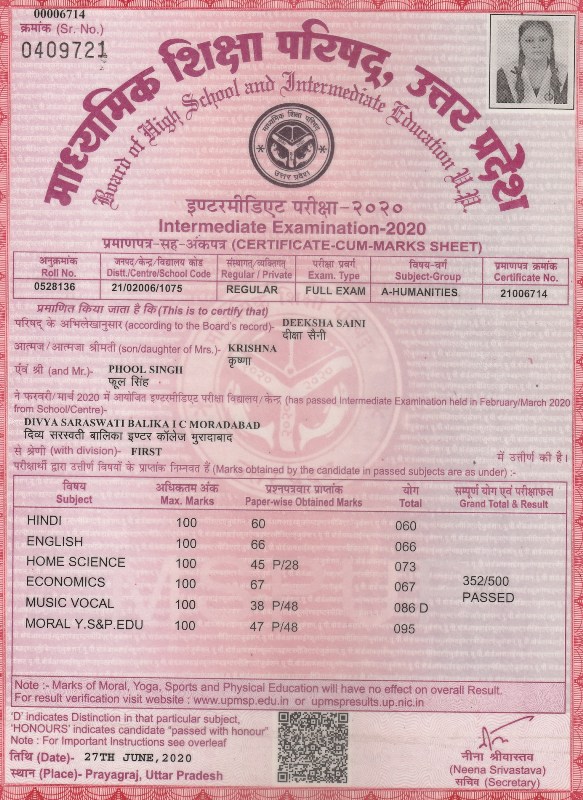 00006714
क्रमांक (Sr. No.)
0409721
माध्यमिक शिक्षा परिषद्, उत्तर प्रदेश
Board of High School and Intermediate Education U.P.
माध्यमिक शिक्षा परिषद
उत्तर प्रदेश
इण्टरमीडिएट परीक्षा-२०२०
Intermediate Examination-2020
प्रमाणपत्र-सह-अंकपत्र (CERTIFICATE-CUM-MARKS SHEET)
अनुक्रमांक जनपद/केन्द्र/विद्यालय कोड संस्थागत/व्यक्तिगत परीक्षा प्रवर्ग विषय-वर्ग प्रमाणपत्र क्रमांक
Roll No. Distt./Centre/School Code Regular / Private Exam. Type Subject-Group Certificate No.
0528136 21/02006/1075 REGULAR FULL EXAM A-HUMANITIES 21006714
प्रमाणित किया जाता है कि (This is to certify that)
परिषद् के अभिलेखानुसार (according to the Board's record)- DEEKSHA SAINI
दीक्षा सैनी
आत्मज/आत्मजा श्रीमती (son/daughter of Mrs.)- KRISHNA
कृष्णा
एंव श्री (and Mr.)- PHOOL SINGH
फूल सिंह
ने फरवरी/मार्च 2020 में आयोजित इण्टरमीडिएट परीक्षा विद्यालय/केन्द्र (has passed Intermediate Examination held in February/March 2020
from School/Centre)-
DIVYA SARASWATI BALIKA I C MORADABAD
दिव्य सरस्वती बालिका इण्टर कॉलेज मुरादाबाद
से श्रेणी (with division)- FIRST में उत्तीर्ण की है।
परीक्षार्थी द्वारा उत्तीर्ण विषयों के प्राप्तांक निम्नवत हैं (Marks obtained by the candidate in passed subjects are as under) :-
विषय अधिकतम अंक प्रश्नपत्रवार प्राप्तांक योग सम्पूर्ण योग एवं परीक्षाफल
Subject Max. Marks Paper-wise Obtained Marks Total Grand Total & Result
HINDI 100 60 060
ENGLISH 100 66 066
HOME SCIENCE 100 45 P/28 073
ECONOMICS 100 67 067 352/500
MUSIC VOCAL 100 38 P/48 086 D PASSED
MORAL Y.S&P.EDU 100 47 P/48 095
Note :- Marks of Moral, Yoga, Sports and Physical Education will have no effect on overall Result.
For result verification visit website : www.upmsp.edu.in or upmspresults.up.nic.in
'D' indicates Distinction in that particular subject,
'HONOURS' indicates candidate "passed with honour"
Note : For Important Instructions see overleaf
तिथि (Date)- 27TH JUNE, 2020
स्थान (Place)- Prayagraj, Uttar Pradesh
नीना श्रीवास्तव
(Neena Srivastava)
सचिव (Secretary)